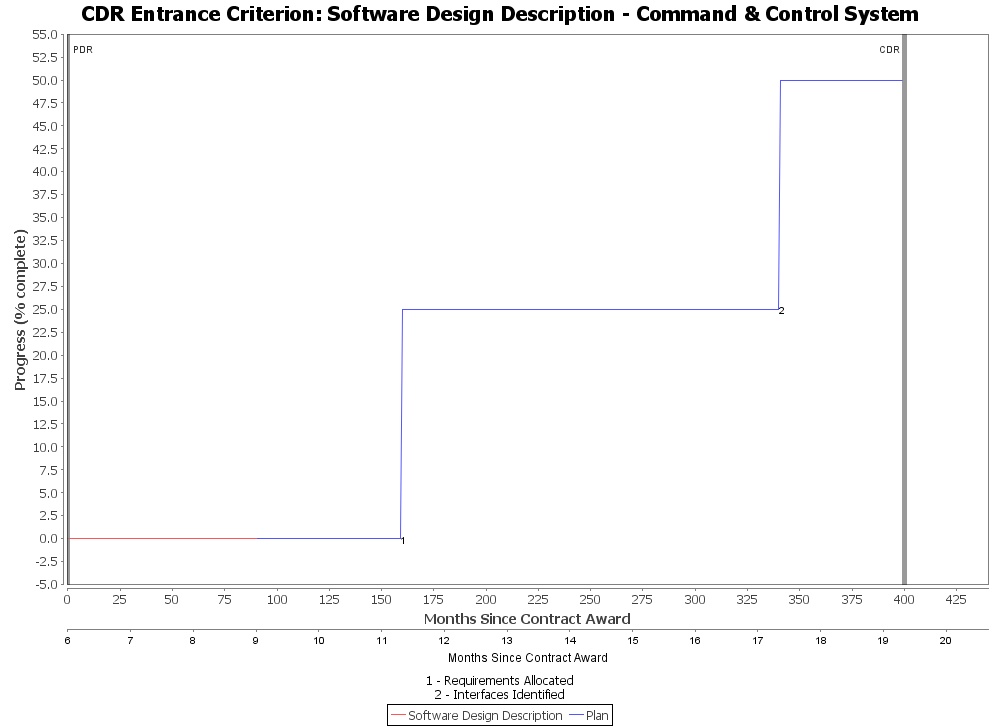 CDR Entrance Criterion: Software Design Description - Command & Control System
55.0
52.5
50.0
47.5
45.0
42.5
40.0
37.5
35.0
32.5
30.0
27.5
25.0
22.5
20.0
17.5
15.0
12.5
10.0
7.5
5.0
2.5
0.0
-2.5
-5.0
Progress (% complete)
PDR
CDR
1
2
0 25 50 75 100 125 150 175 200 225 250 275 300 325 350 375 400 425
Months Since Contract Award
6 7 8 9 10 11 12 13 14 15 16 17 18 19 20
Months Since Contract Award
1 - Requirements Allocated
2 - Interfaces Identified
Software Design Description Plan